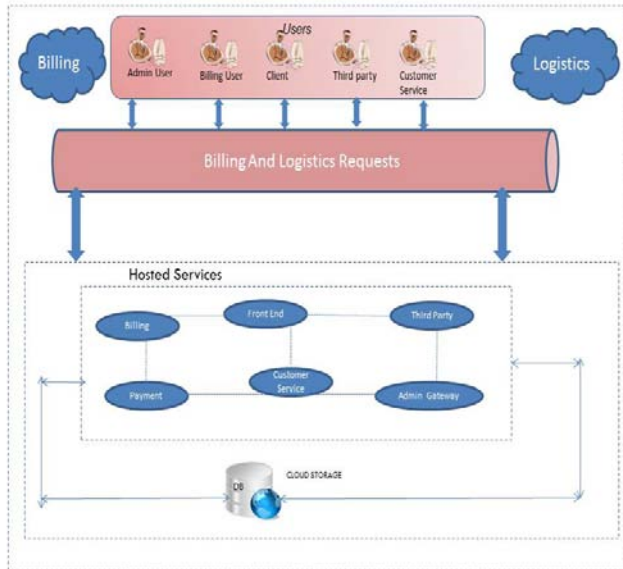 Users
Billing
Logistics
Admin User
Billing User
Client
Third party
Customer
Service
Billing And Logistics Requests
Hosted Services
Billing
Front End
Third Party
Payment
Customer
Service
Admin Gateway
DB
CLOUD STORAGE